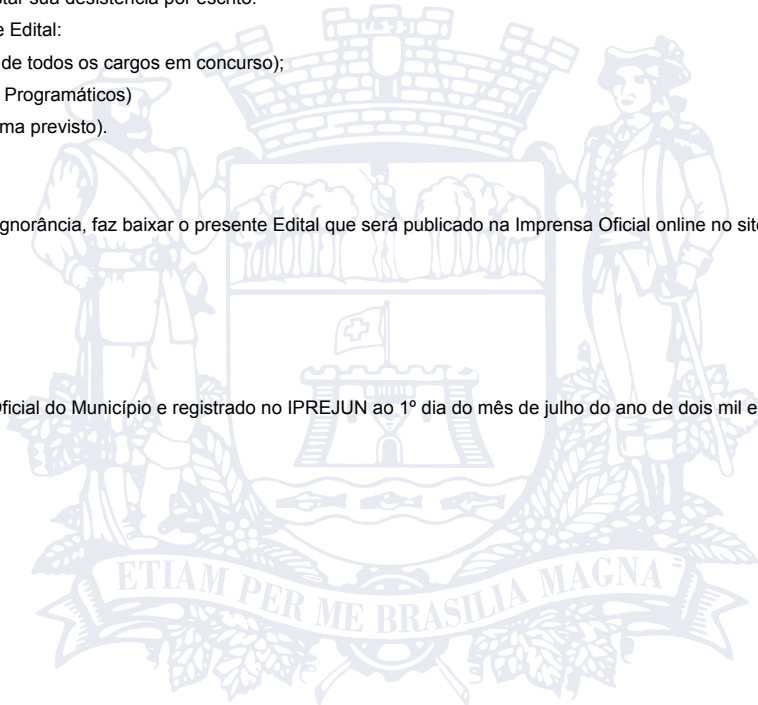 star sua desistência por escrito.
e Edital:
de todos os cargos em concurso);
Programáticos)
ma previsto).
gnorância, faz baixar o presente Edital que será publicado na Imprensa Oficial online no site
Oficial do Município e registrado no IPREJUN ao 1º dia do mês de julho do ano de dois mil e
ETIAM PER ME BRASILIA MAGNA